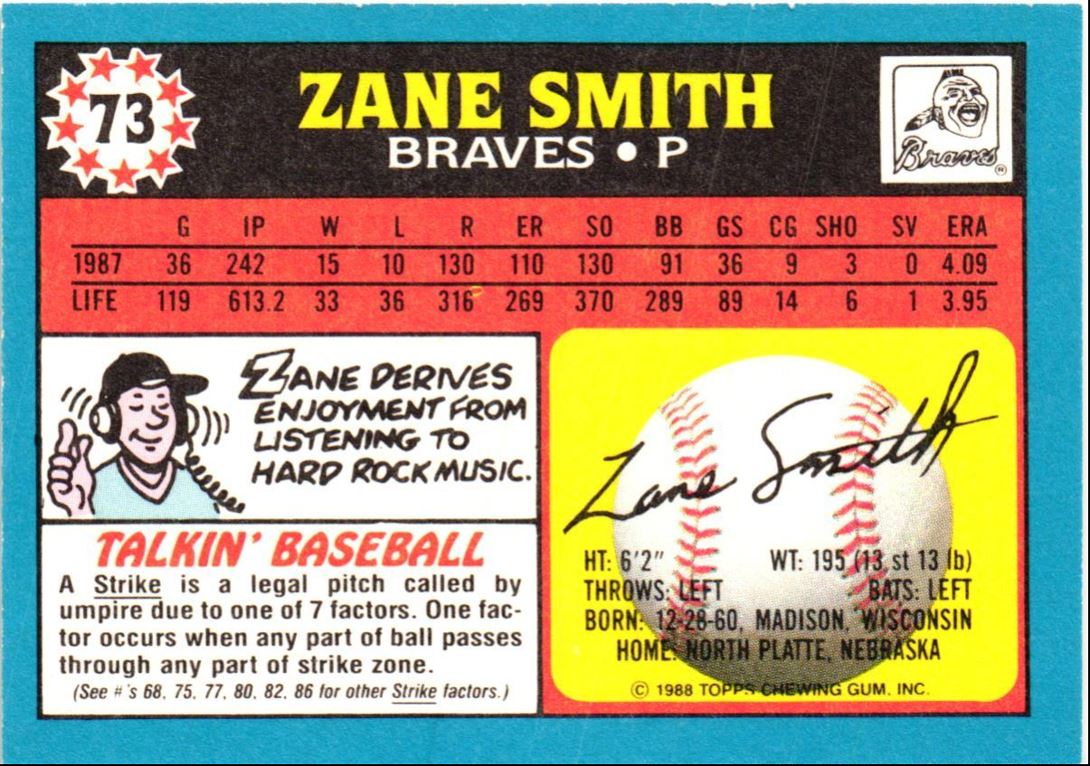 73
ZANE SMITH
BRAVES • P
Braves ®
G IP W L R ER SO BB GS CG SHO SV ERA
1987 36 242 15 10 130 110 130 91 36 9 3 0 4.09
LIFE 119 613.2 33 36 316 269 370 289 89 14 6 1 3.95
ZANE DERIVES
ENJOYMENT FROM
LISTENING TO
HARD ROCK MUSIC.
TALKIN' BASEBALL
A Strike is a legal pitch called by
umpire due to one of 7 factors. One fac-
tor occurs when any part of ball passes
through any part of strike zone.
(See #'s 68, 75, 77, 80, 82, 86 for other Strike factors.)
Zane Smith
HT: 6'2" WT: 195 (13 st 13 lb)
THROWS: LEFT BATS: LEFT
BORN: 12-28-60, MADISON, WISCONSIN
HOME: NORTH PLATTE, NEBRASKA
© 1988 TOPPS CHEWING GUM, INC.